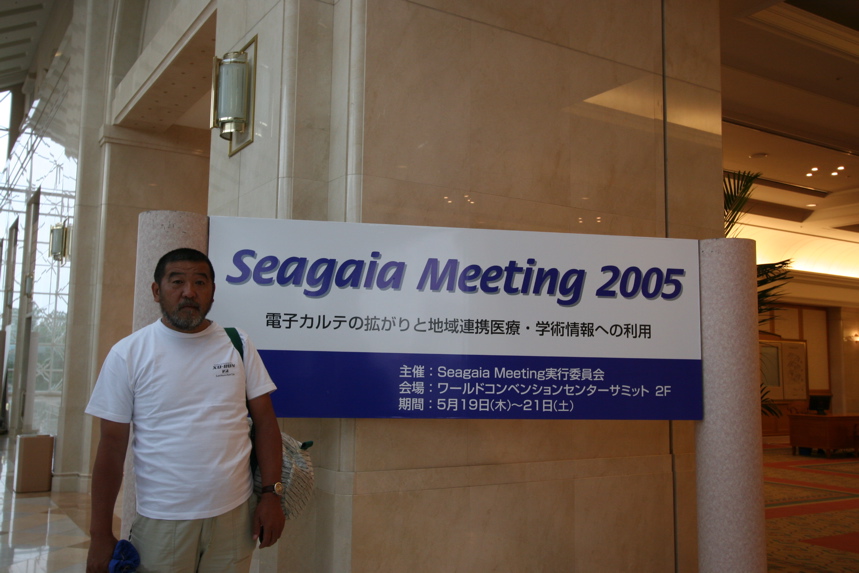 Seagaia Meeting 2005
電子カルテの拡がりと地域連携医療・学術情報への利用
主催：Seagaia Meeting実行委員会
会場：ワールドコンベンションセンターサミット 2F
期間：5月19日(木)～21日(土)